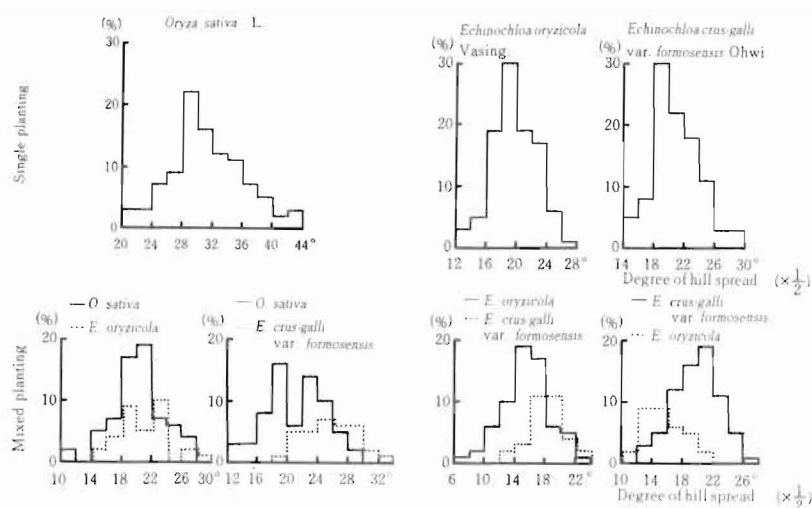 Oryza sativa L.
Echinochloa oryzicola
Vasing.
Echinochloa crus-galli
var. formosensis Ohwi
(%)
(%)
(%)
30
20
10
0
20 24 28 32 36 40 44°
30
20
10
0
12 16 20 24 28°
30
20
10
0
14 18 22 26 30°
Single planting
Degree of hill spread (×1/2)
O. sativa
E. oryzicola
O. sativa
E crus-galli
var formosensis
E. oryzicola
E. crus-galli
var. formosensis
E crus-galli
var formosensis
E. oryzicola
(%)
(%)
(%)
(%)
20
10
0
10 14 18 22 26 30°
20
10
0
12 16 20 24 28 32°
20
10
0
6 10 14 18 22°
20
10
0
10 14 18 22 26°
Mixed planting
Degree of hill spread (×1/2)